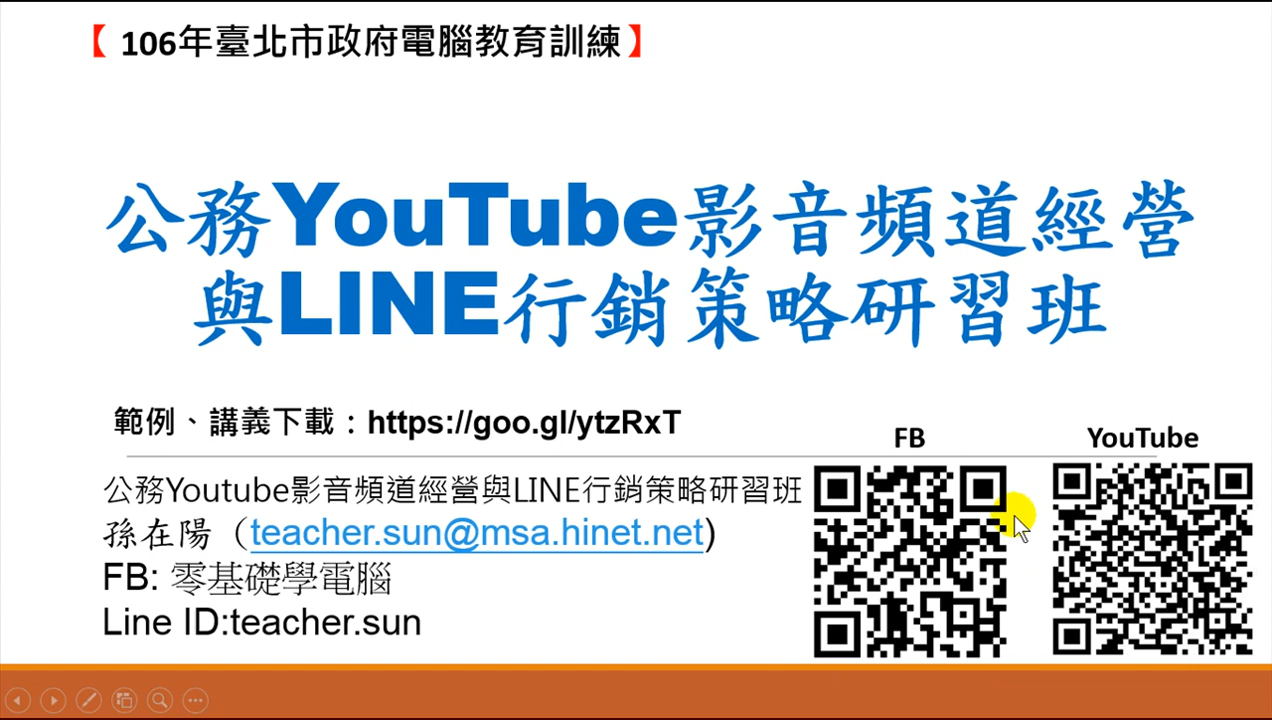 【106年臺北市政府電腦教育訓練】
公務YouTube影音頻道經營
與LINE行銷策略研習班
範例、講義下載：https://goo.gl/ytzRxT
FB
YouTube
公務Youtube影音頻道經營與LINE行銷策略研習班
孫在陽（teacher.sun@msa.hinet.net)
FB: 零基礎學電腦
Line ID:teacher.sun